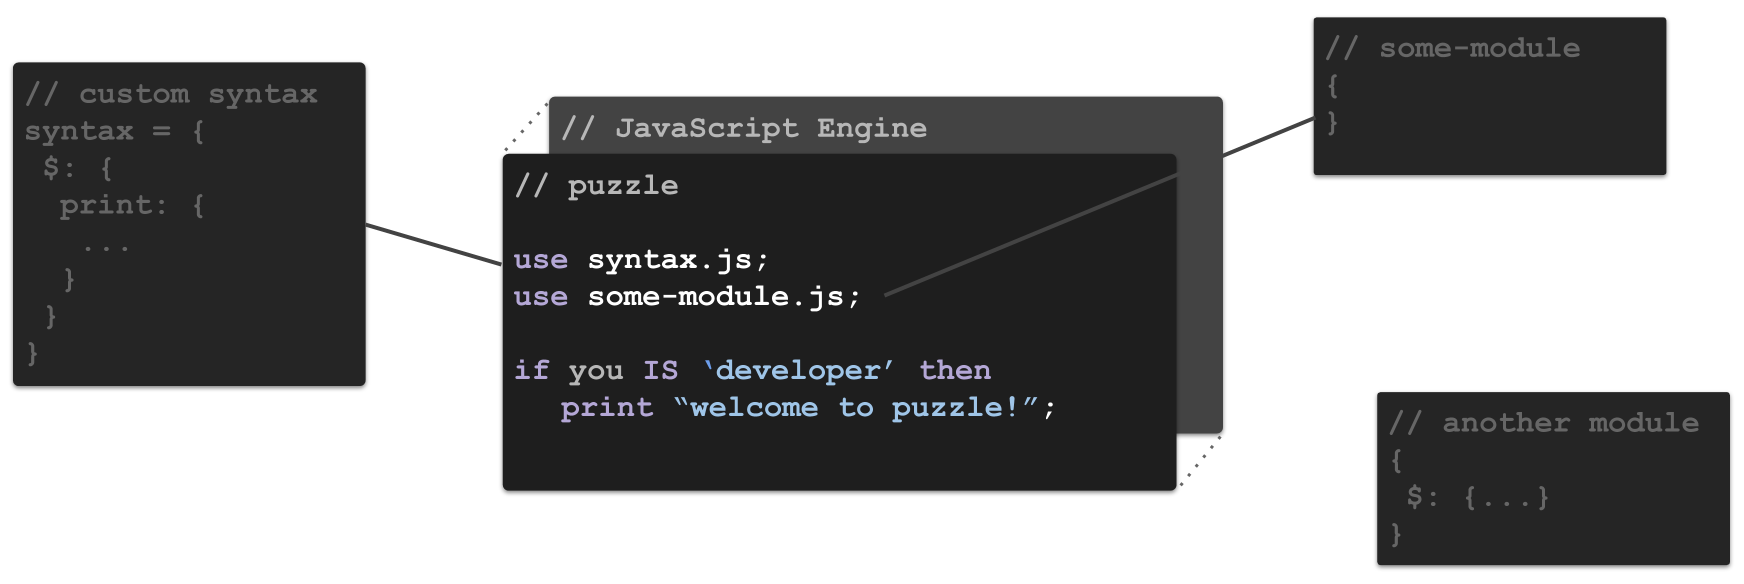 // custom syntax
syntax = {
$: {
print: {
...
}
}
}
// JavaScript Engine
// puzzle
use syntax.js;
use some-module.js;
if you IS ‘developer’ then
print “welcome to puzzle!”;
// some-module
{
}
// another module
{
$: {...}
}